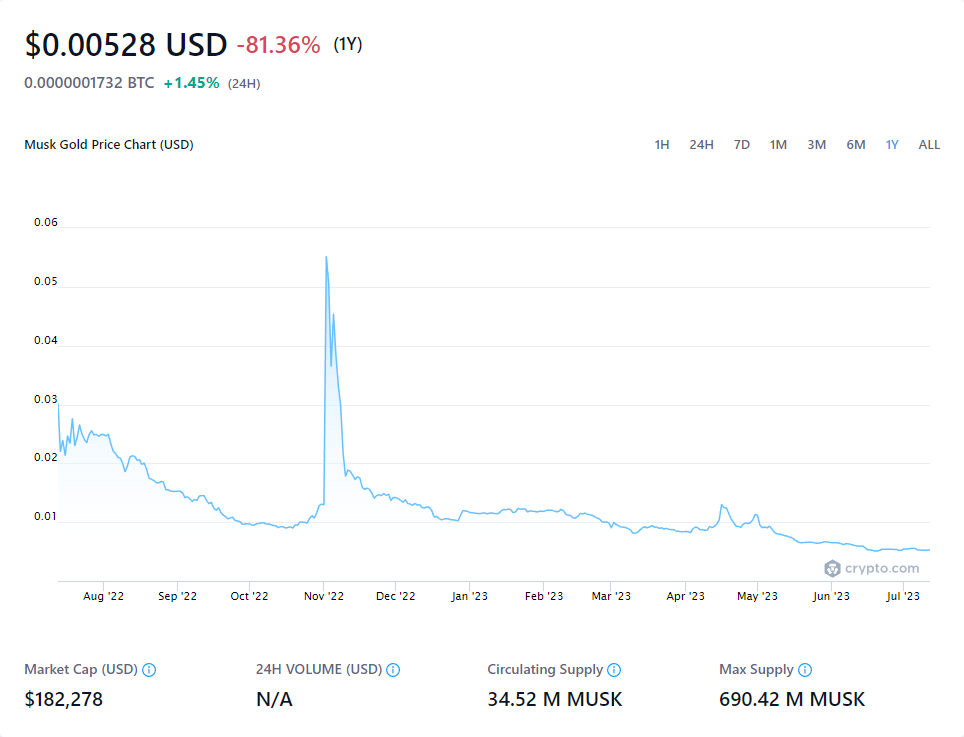 $0.00528 USD -81.36% (1Y)
0.0000001732 BTC +1.45% (24H)
Musk Gold Price Chart (USD) 1H 24H 7D 1M 3M 6M 1Y ALL
0.06
0.05
0.04
0.03
0.02
0.01
crypto.com
Aug '22 Sep '22 Oct '22 Nov '22 Dec '22 Jan '23 Feb '23 Mar '23 Apr '23 May '23 Jun '23 Jul '23
Market Cap (USD) 24H VOLUME (USD) Circulating Supply Max Supply
$182,278 N/A 34.52 M MUSK 690.42 M MUSK